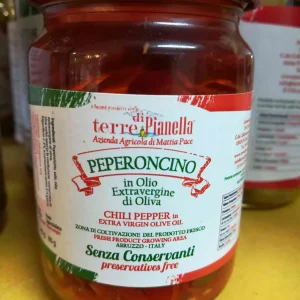 di
terre Pianella
Azienda Agricola di Mattia Pace
PEPERONCINO
in Olio
Extravergine
di Oliva
CHILI PEPPER in
EXTRA VIRGIN OLIVE OIL
ZONA DI COLTIVAZIONE DEL PRODOTTO FRESCO
FRESH PRODUCT GROWING AREA
ABRUZZO - ITALY
Senza Conservanti
preservatives free